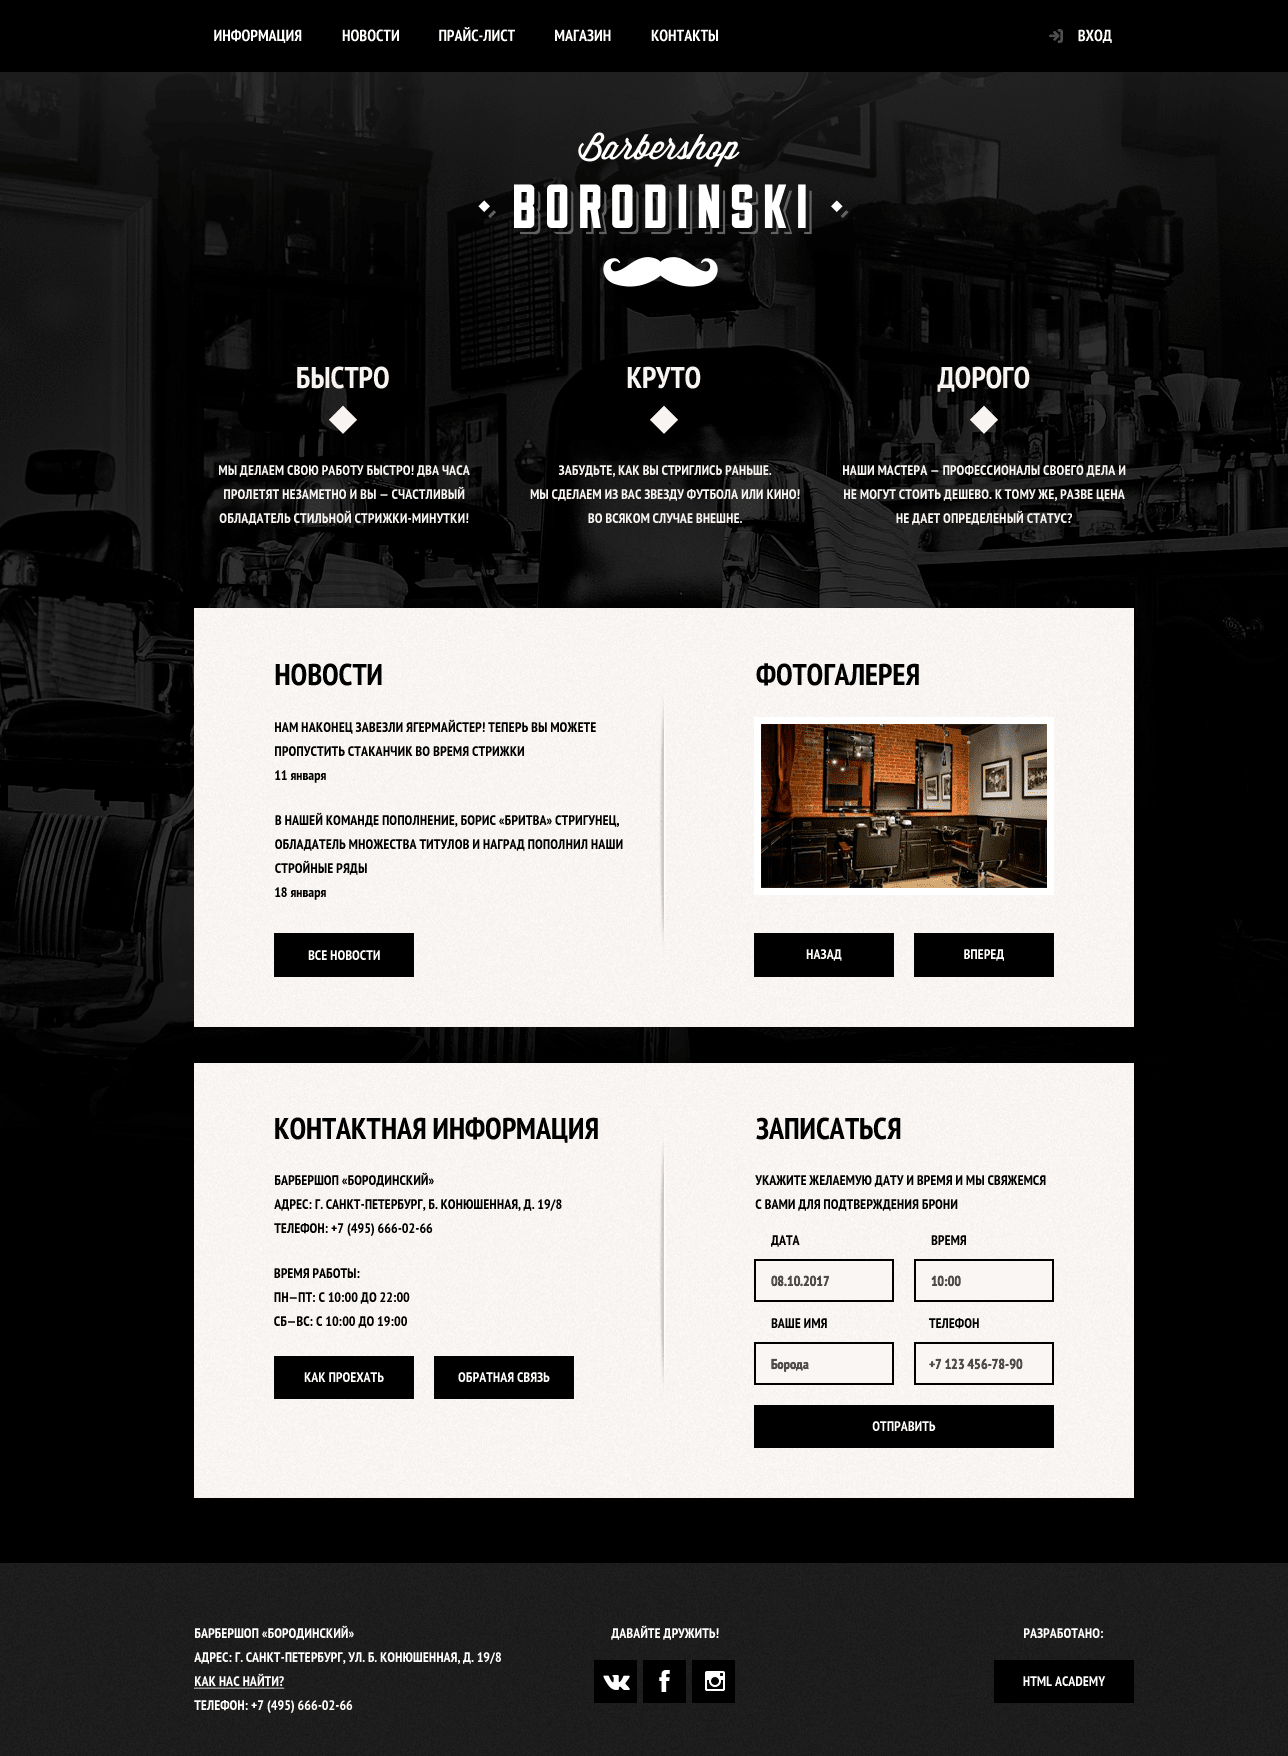 ИНФОРМАЦИЯ НОВОСТИ ПРАЙС-ЛИСТ МАГАЗИН КОНТАКТЫ ВХОД
Barbershop
BORODINSKI
БЫСТРО
МЫ ДЕЛАЕМ СВОЮ РАБОТУ БЫСТРО! ДВА ЧАСА
ПРОЛЕТЯТ НЕЗАМЕТНО И ВЫ — СЧАСТЛИВЫЙ
ОБЛАДАТЕЛЬ СТИЛЬНОЙ СТРИЖКИ-МИНУТКИ!
КРУТО
ЗАБУДЬТЕ, КАК ВЫ СТРИГЛИСЬ РАНЬШЕ.
МЫ СДЕЛАЕМ ИЗ ВАС ЗВЕЗДУ ФУТБОЛА ИЛИ КИНО!
ВО ВСЯКОМ СЛУЧАЕ ВНЕШНЕ.
ДОРОГО
НАШИ МАСТЕРА — ПРОФЕССИОНАЛЫ СВОЕГО ДЕЛА И
НЕ МОГУТ СТОИТЬ ДЕШЕВО. К ТОМУ ЖЕ, РАЗВЕ ЦЕНА
НЕ ДАЕТ ОПРЕДЕЛЕНЫЙ СТАТУС?
НОВОСТИ
НАМ НАКОНЕЦ ЗАВЕЗЛИ ЯГЕРМАЙСТЕР! ТЕПЕРЬ ВЫ МОЖЕТЕ
ПРОПУСТИТЬ СТАКАНЧИК ВО ВРЕМЯ СТРИЖКИ
11 января
В НАШЕЙ КОМАНДЕ ПОПОЛНЕНИЕ, БОРИС «БРИТВА» СТРИГУНЕЦ,
ОБЛАДАТЕЛЬ МНОЖЕСТВА ТИТУЛОВ И НАГРАД ПОПОЛНИЛ НАШИ
СТРОЙНЫЕ РЯДЫ
18 января
ВСЕ НОВОСТИ
ФОТОГАЛЕРЕЯ
НАЗАД ВПЕРЕД
КОНТАКТНАЯ ИНФОРМАЦИЯ
БАРБЕРШОП «БОРОДИНСКИЙ»
АДРЕС: Г. САНКТ-ПЕТЕРБУРГ, Б. КОНЮШЕННАЯ, Д. 19/8
ТЕЛЕФОН: +7 (495) 666-02-66
ВРЕМЯ РАБОТЫ:
ПН—ПТ: С 10:00 ДО 22:00
СБ—ВС: С 10:00 ДО 19:00
КАК ПРОЕХАТЬ ОБРАТНАЯ СВЯЗЬ
ЗАПИСАТЬСЯ
УКАЖИТЕ ЖЕЛАЕМУЮ ДАТУ И ВРЕМЯ И МЫ СВЯЖЕМСЯ
С ВАМИ ДЛЯ ПОДТВЕРЖДЕНИЯ БРОНИ
ДАТА ВРЕМЯ
08.10.2017 10:00
ВАШЕ ИМЯ ТЕЛЕФОН
Борода +7 123 456-78-90
ОТПРАВИТЬ
БАРБЕРШОП «БОРОДИНСКИЙ»
АДРЕС: Г. САНКТ-ПЕТЕРБУРГ, УЛ. Б. КОНЮШЕННАЯ, Д. 19/8
КАК НАС НАЙТИ?
ТЕЛЕФОН: +7 (495) 666-02-66
ДАВАЙТЕ ДРУЖИТЬ!
РАЗРАБОТАНО:
HTML ACADEMY